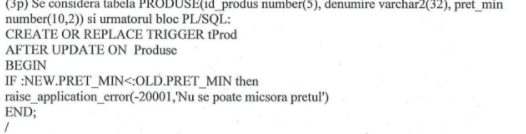 (3p) Se considera tabela PRODUSE(id_produs number(5), denumire varchar2(32), pret_min
number(10,2)) si urmatorul bloc PL/SQL:
CREATE OR REPLACE TRIGGER tProd
AFTER UPDATE ON Produse
BEGIN
IF :NEW.PRET_MIN<:OLD.PRET_MIN then
raise_application_error(-20001,'Nu se poate micsora pretul')
END;
/